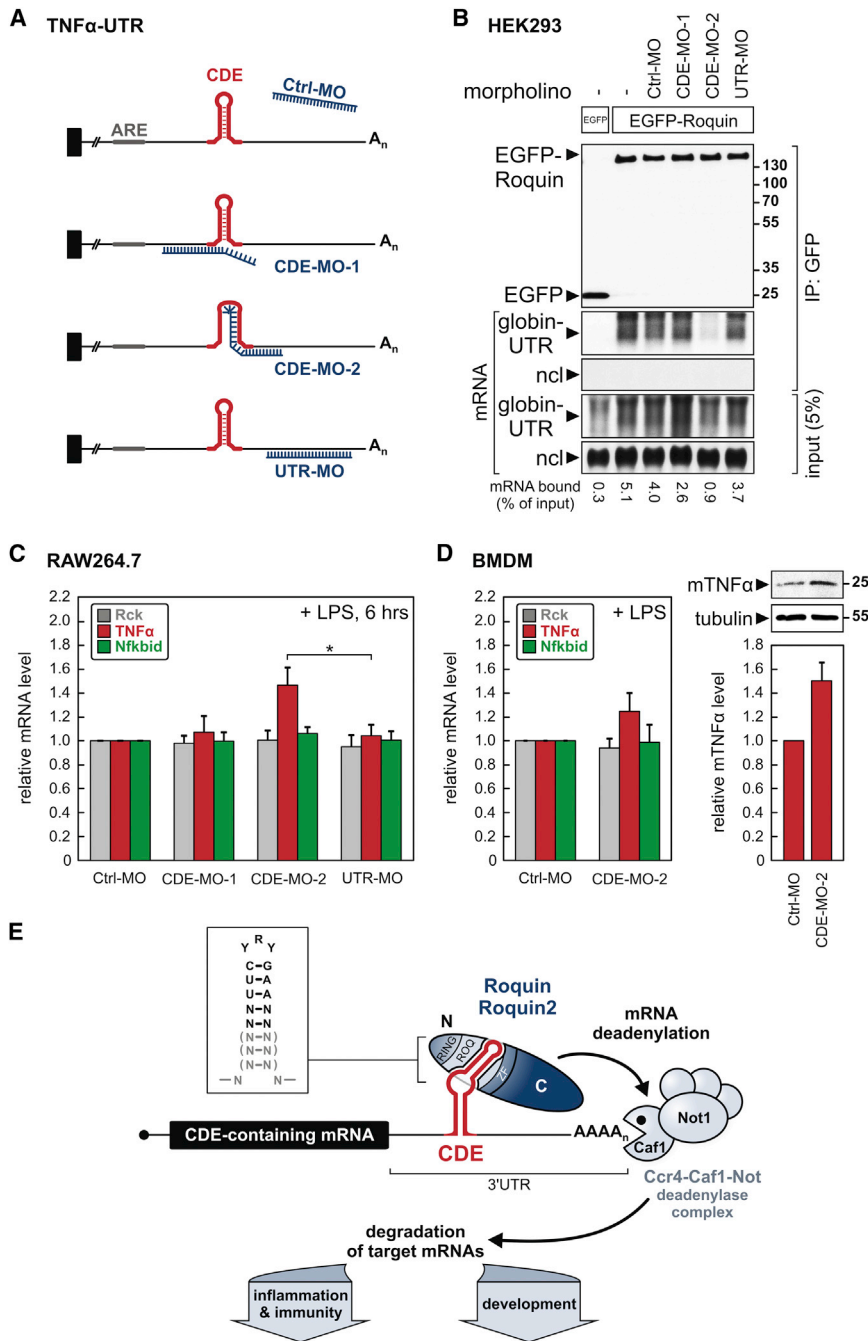 A TNFα-UTR
CDE
Ctrl-MO
ARE
An
An
CDE-MO-1
An
CDE-MO-2
An
UTR-MO
B HEK293
morpholino
-
-
Ctrl-MO
CDE-MO-1
CDE-MO-2
UTR-MO
EGFP
EGFP-Roquin
EGFP-
Roquin
EGFP
130
100
70
55
35
25
IP: GFP
mRNA
globin-
UTR
ncl
globin-
UTR
ncl
input (5%)
mRNA bound
(% of input)
0.3
5.1
4.0
2.6
0.9
3.7
C RAW264.7
relative mRNA level
2.2
2.0
1.8
1.6
1.4
1.2
1.0
0.8
0.6
0.4
0.2
0
Rck
TNFα
Nfkbid
+ LPS, 6 hrs
*
Ctrl-MO
CDE-MO-1
CDE-MO-2
UTR-MO
D BMDM
relative mRNA level
2.2
2.0
1.8
1.6
1.4
1.2
1.0
0.8
0.6
0.4
0.2
0
Rck
TNFα
Nfkbid
+ LPS
Ctrl-MO
CDE-MO-2
mTNFα
25
tubulin
55
relative mTNFα level
1.8
1.6
1.4
1.2
1.0
0.8
0.6
0.4
0.2
0
Ctrl-MO
CDE-MO-2
E
Y R Y
C–G
U–A
U–A
N–N
N–N
(N–N)
(N–N)
(N–N)
–N N–
Roquin
Roquin2
N
RING
ROQ
ZF
C
mRNA
deadenylation
CDE-containing mRNA
CDE
AAAAn
Caf1
Not1
3'UTR
Ccr4-Caf1-Not
deadenylase
complex
degradation
of target mRNAs
inflammation
& immunity
development